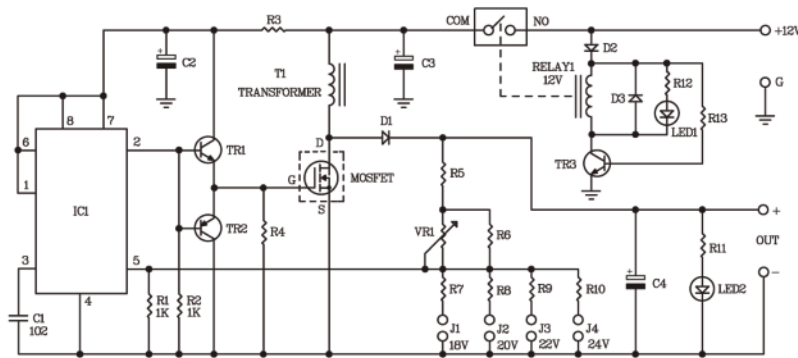 COM
NO
R3
+12V
C2
C3
D2
T1
TRANSFORMER
RELAY1
12V
D3
R12
G
LED1
R13
8
7
6
2
TR1
D
D1
TR3
1
IC1
G
MOSFET
R5
S
+
TR2
R4
VR1
R6
OUT
R11
3
5
R7
R8
R9
R10
C4
LED2
-
4
R1
1K
R2
1K
C1
102
J1
18V
J2
20V
J3
22V
J4
24V